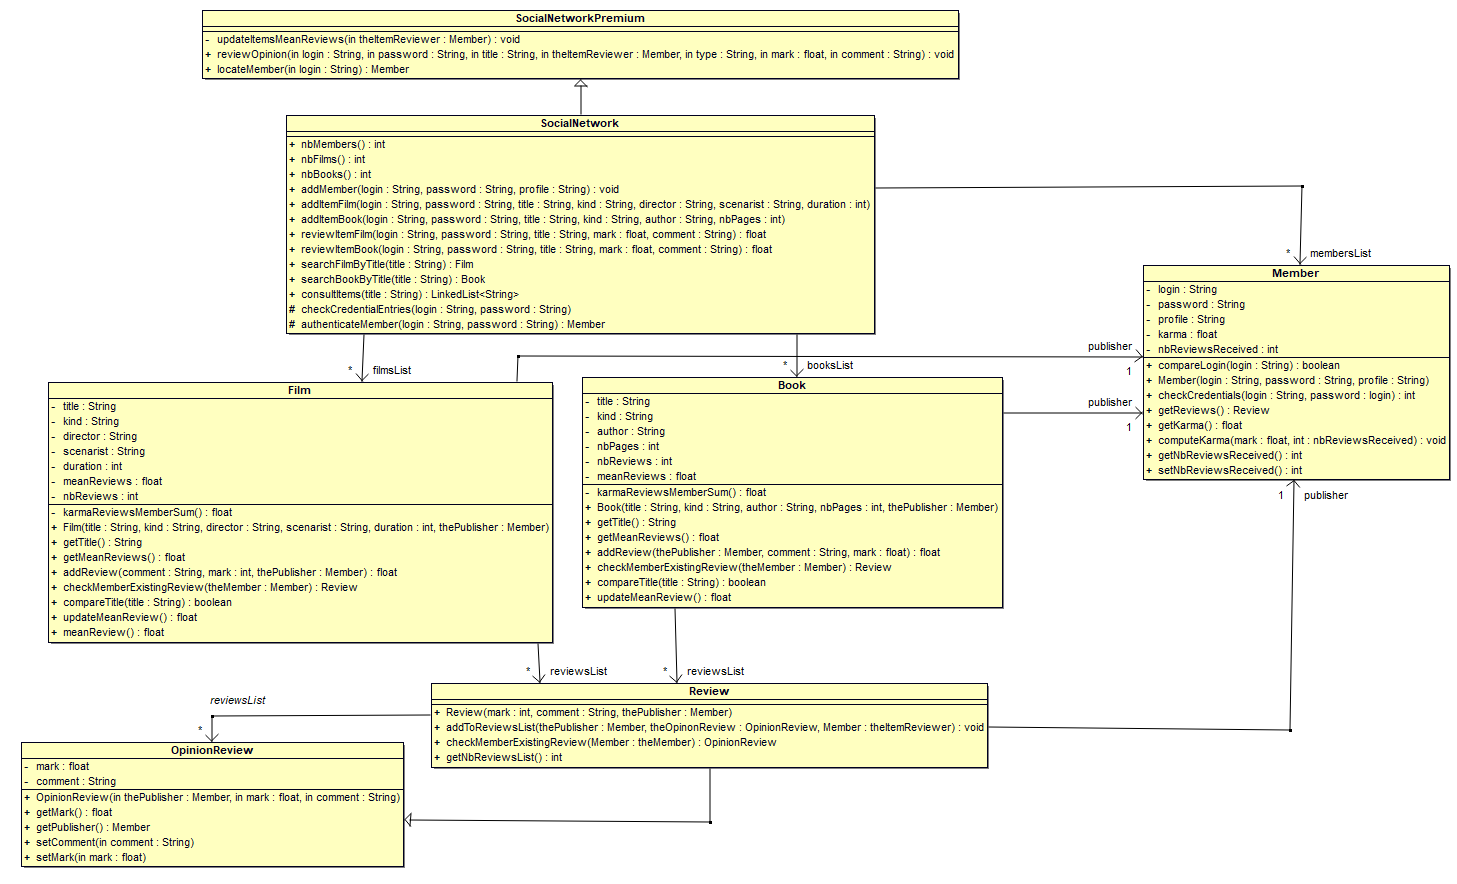 SocialNetworkPremium
- updateItemsMeanReviews(in theItemReviewer : Member) : void
+ reviewOpinion(in login : String, in password : String, in title : String, in theItemReviewer : Member, in type : String, in mark : float, in comment : String) : void
+ locateMember(in login : String) : Member
SocialNetwork
+ nbMembers() : int
+ nbFilms() : int
+ nbBooks() : int
+ addMember(login : String, password : String, profile : String) : void
+ addItemFilm(login : String, password : String, title : String, kind : String, director : String, scenarist : String, duration : int)
+ addItemBook(login : String, password : String, title : String, kind : String, author : String, nbPages : int)
+ reviewItemFilm(login : String, password : String, title : String, mark : float, comment : String) : float
+ reviewItemBook(login : String, password : String, title : String, mark : float, comment : String) : float
+ searchFilmByTitle(title : String) : Film
+ searchBookByTitle(title : String) : Book
+ consultItems(title : String) : LinkedList<String>
# checkCredentialEntries(login : String, password : String)
# authenticateMember(login : String, password : String) : Member
* membersList
Member
- login : String
- password : String
- profile : String
- karma : float
- nbReviewsReceived : int
+ compareLogin(login : String) : boolean
+ Member(login : String, password : String, profile : String)
+ checkCredentials(login : String, password : login) : int
+ getReviews() : Review
+ getKarma() : float
+ computeKarma(mark : float, int : nbReviewsReceived) : void
+ getNbReviewsReceived() : int
+ setNbReviewsReceived() : int
publisher
1
publisher
1
1 publisher
* filmsList
Film
- title : String
- kind : String
- director : String
- scenarist : String
- duration : int
- meanReviews : float
- nbReviews : int
- karmaReviewsMemberSum() : float
+ Film(title : String, kind : String, director : String, scenarist : String, duration : int, thePublisher : Member)
+ getTitle() : String
+ getMeanReviews() : float
+ addReview(comment : String, mark : int, thePublisher : Member) : float
+ checkMemberExistingReview(theMember : Member) : Review
+ compareTitle(title : String) : boolean
+ updateMeanReview() : float
+ meanReview() : float
* booksList
Book
- title : String
- kind : String
- author : String
- nbPages : int
- nbReviews : int
- meanReviews : float
- karmaReviewsMemberSum() : float
+ Book(title : String, kind : String, author : String, nbPages : int, thePublisher : Member)
+ getTitle() : String
+ getMeanReviews() : float
+ addReview(thePublisher : Member, comment : String, mark : float) : float
+ checkMemberExistingReview(theMember : Member) : Review
+ compareTitle(title : String) : boolean
+ updateMeanReview() : float
* reviewsList
* reviewsList
Review
+ Review(mark : int, comment : String, thePublisher : Member)
+ addToReviewsList(thePublisher : Member, theOpinonReview : OpinionReview, Member : theItemReviewer) : void
+ checkMemberExistingReview(Member : theMember) : OpinionReview
+ getNbReviewsList() : int
reviewsList
*
OpinionReview
- mark : float
- comment : String
+ OpinionReview(in thePublisher : Member, in mark : float, in comment : String)
+ getMark() : float
+ getPublisher() : Member
+ setComment(in comment : String)
+ setMark(in mark : float)